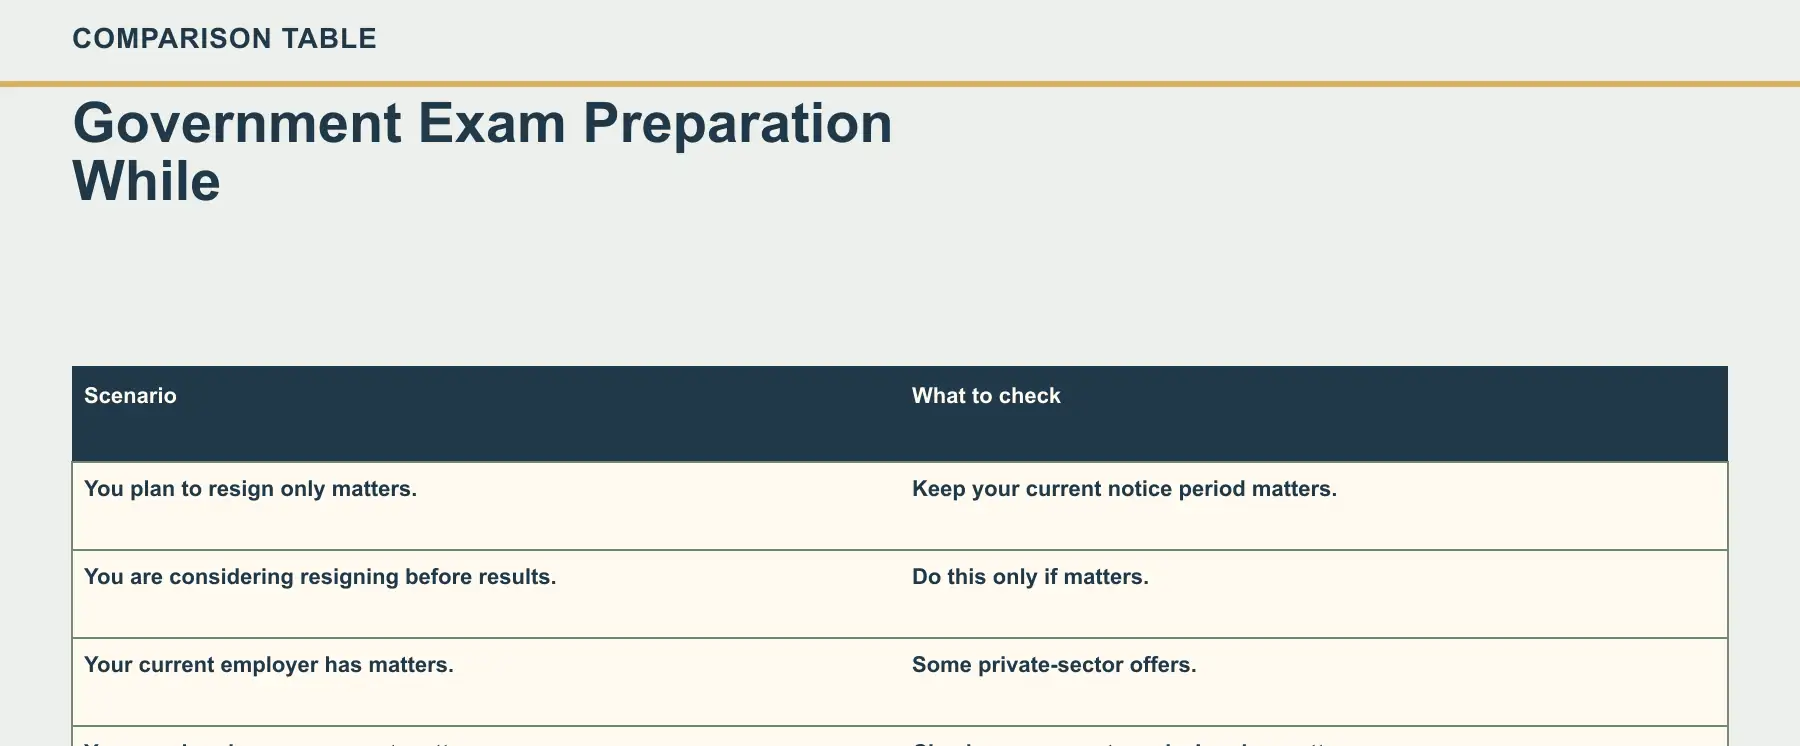 COMPARISON TABLE
Government Exam Preparation
While
Scenario What to check
You plan to resign only matters. Keep your current notice period matters.
You are considering resigning before results. Do this only if matters.
Your current employer has matters. Some private-sector offers.